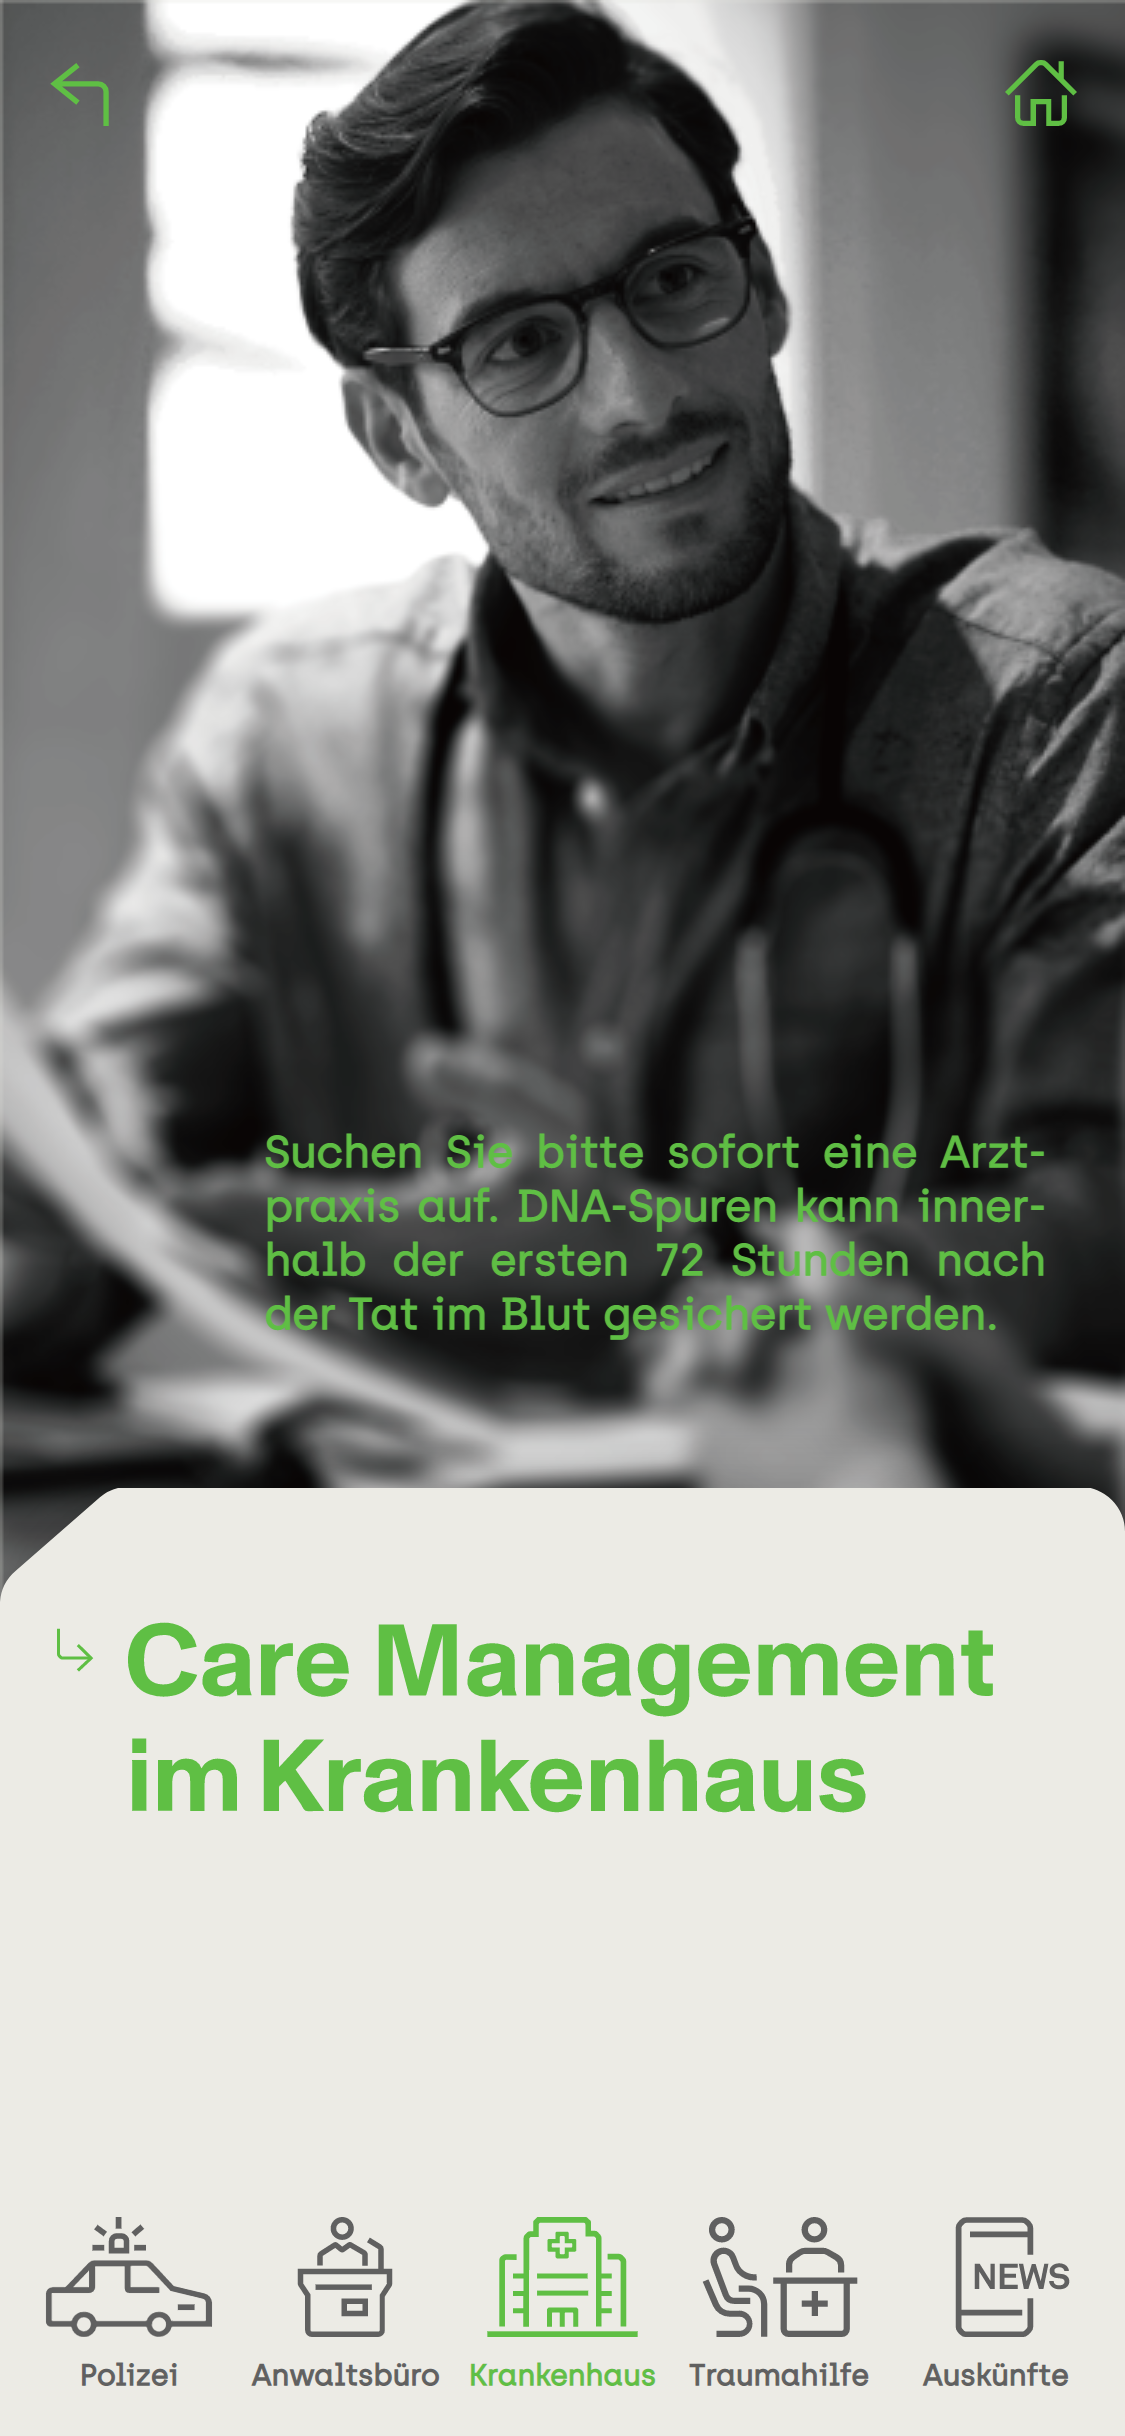 Suchen Sie bitte sofort eine Arzt-
praxis auf. DNA-Spuren kann inner-
halb der ersten 72 Stunden nach
der Tat im Blut gesichert werden.
Care Management
im Krankenhaus
NEWS
Polizei
Anwaltsbüro
Krankenhaus
Traumahilfe
Auskünfte